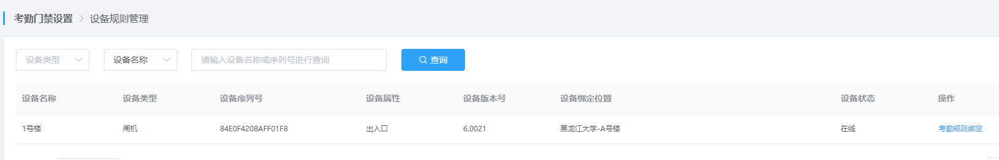 考勤门禁设置 > 设备规则管理
设备类型 设备名称 请输入设备名称或序列号进行查询 查询
设备名称 设备类型 设备序列号 设备属性 设备版本号 设备绑定位置 设备状态 操作
1号楼 闸机 84E0F4208AFF01F8 出入口 6.0021 黑龙江大学-A号楼 在线 考勤规则绑定